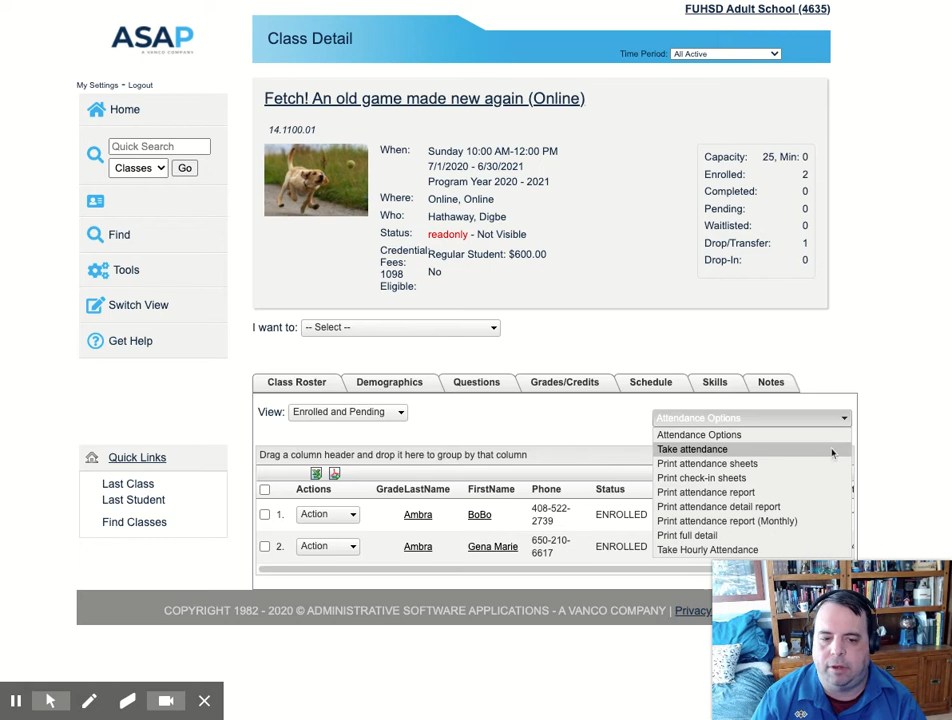 FUHSD Adult School (4635)
ASAP
A VANCO COMPANY
Class Detail
Time Period: All Active
My Settings - Logout
Home
Quick Search
Classes Go
Find
Tools
Switch View
Get Help
Fetch! An old game made new again (Online)
14.1100.01
When: Sunday 10:00 AM-12:00 PM
7/1/2020 - 6/30/2021
Program Year 2020 - 2021
Where: Online, Online
Who: Hathaway, Digbe
Status: readonly - Not Visible
Credential
Fees: Regular Student: $600.00
1098 No
Eligible:
Capacity: 25, Min: 0
Enrolled: 2
Completed: 0
Pending: 0
Waitlisted: 0
Drop/Transfer: 1
Drop-In: 0
I want to: -- Select --
Class Roster Demographics Questions Grades/Credits Schedule Skills Notes
View: Enrolled and Pending Attendance Options
Attendance Options
Take attendance
Print attendance sheets
Print check-in sheets
Print attendance report
Print attendance detail report
Print attendance report (Monthly)
Print full detail
Take Hourly Attendance
Drag a column header and drop it here to group by that column
Actions GradeLastName FirstName Phone Status
1. Action Ambra BoBo 408-522-2739 ENROLLED
2. Action Ambra Gena Marie 650-210-6617 ENROLLED
Quick Links
Last Class
Last Student
Find Classes
COPYRIGHT 1982 - 2020 © ADMINISTRATIVE SOFTWARE APPLICATIONS - A VANCO COMPANY | Privacy